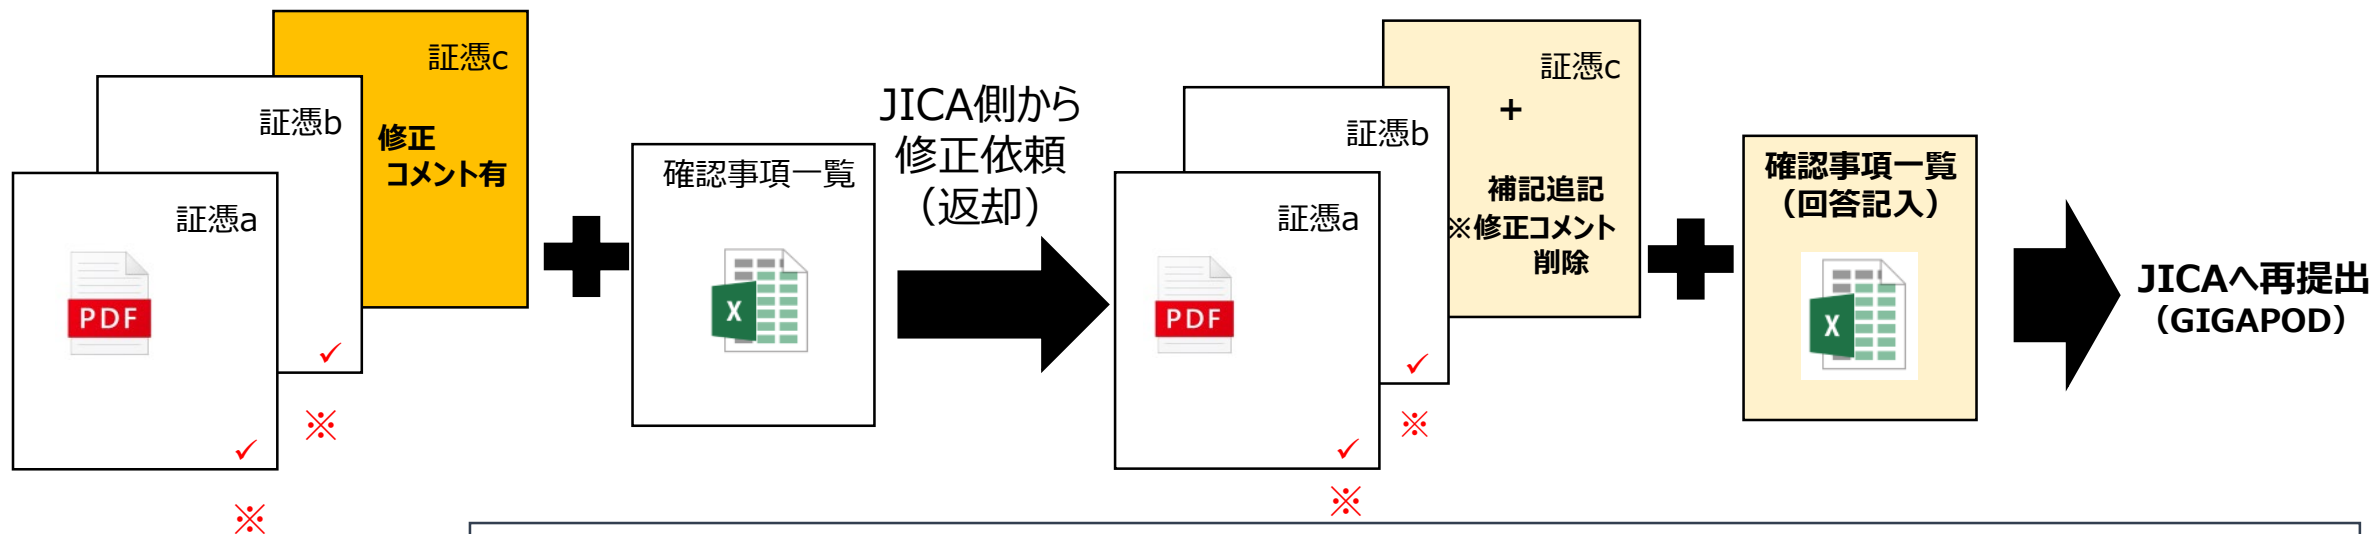 証憑c
修正
コメント有
証憑b
✓
※
証憑a
PDF
✓
※
確認事項一覧
X
JICA側から
修正依頼
（返却）
証憑c
+
補記追記
※修正コメント
削除
証憑b
✓
※
証憑a
PDF
✓
※
確認事項一覧
（回答記入）
X
JICAへ再提出
（GIGAPOD）